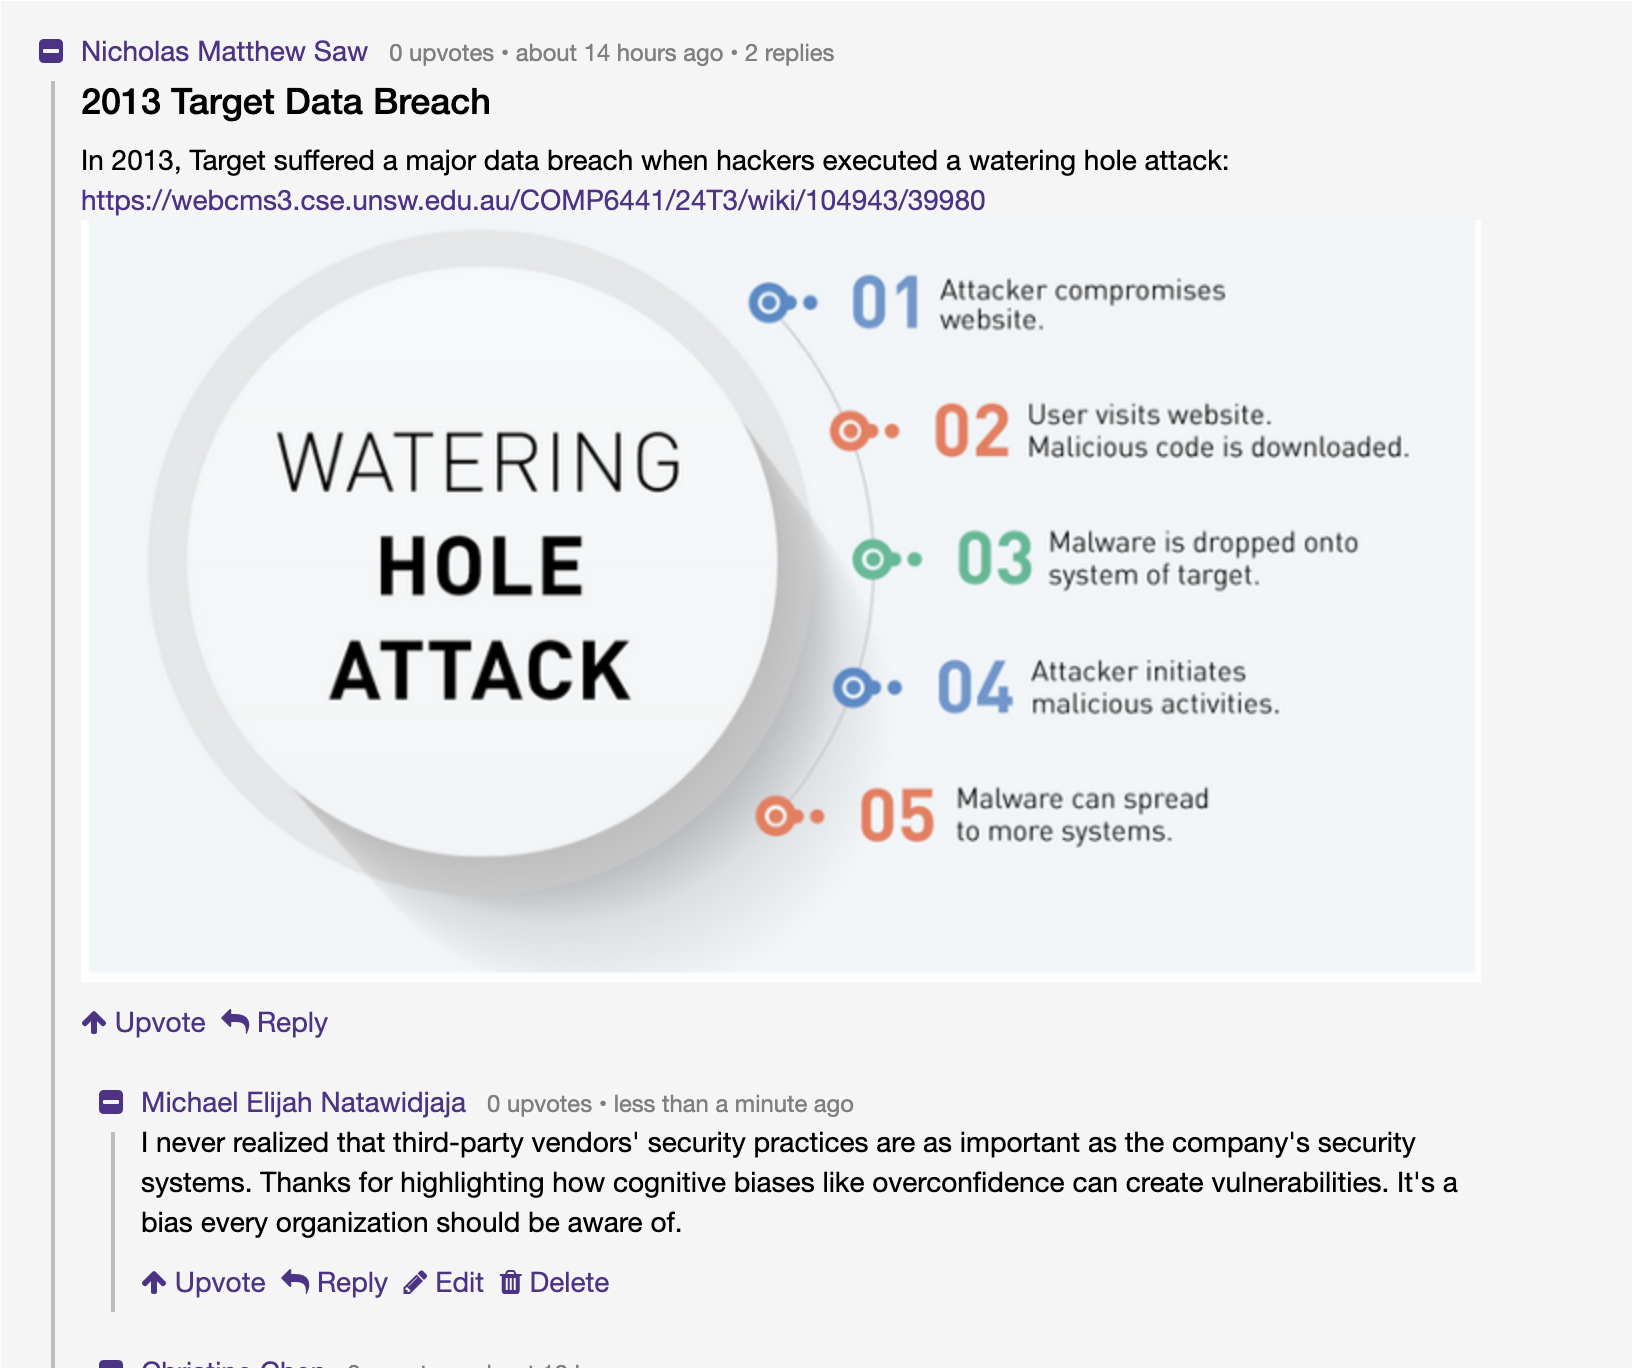 Nicholas Matthew Saw 0 upvotes • about 14 hours ago • 2 replies
2013 Target Data Breach
In 2013, Target suffered a major data breach when hackers executed a watering hole attack:
https://webcms3.cse.unsw.edu.au/COMP6441/24T3/wiki/104943/39980
WATERING
HOLE
ATTACK
01 Attacker compromises
website.
02 User visits website.
Malicious code is downloaded.
03 Malware is dropped onto
system of target.
04 Attacker initiates
malicious activities.
05 Malware can spread
to more systems.
Upvote Reply
Michael Elijah Natawidjaja 0 upvotes • less than a minute ago
I never realized that third-party vendors' security practices are as important as the company's security
systems. Thanks for highlighting how cognitive biases like overconfidence can create vulnerabilities. It's a
bias every organization should be aware of.
Upvote Reply Edit Delete